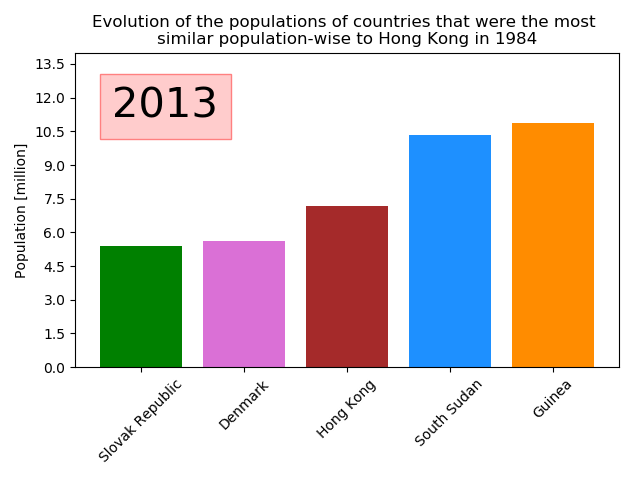 Evolution of the populations of countries that were the most
similar population-wise to Hong Kong in 1984
2013
Population [million]
13.5
12.0
10.5
9.0
7.5
6.0
4.5
3.0
1.5
0.0
Slovak Republic
Denmark
Hong Kong
South Sudan
Guinea